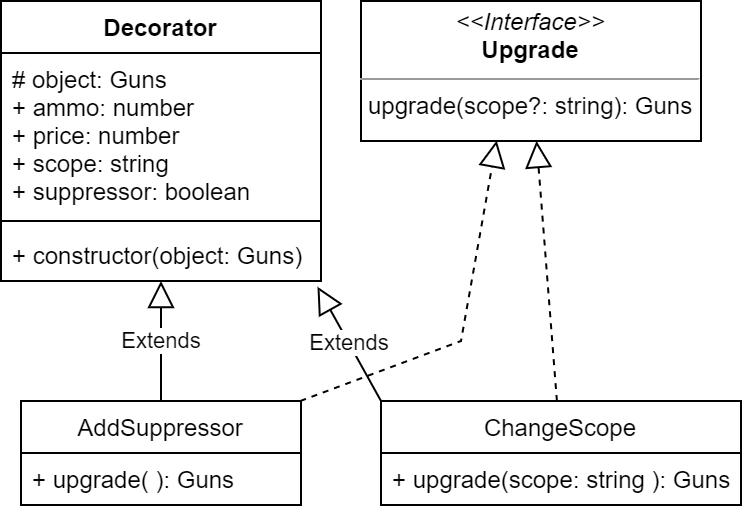 Decorator
# object: Guns
+ ammo: number
+ price: number
+ scope: string
+ suppressor: boolean
+ constructor(object: Guns)
<<Interface>>
Upgrade
upgrade(scope?: string): Guns
Extends
Extends
AddSuppressor
+ upgrade( ): Guns
ChangeScope
+ upgrade(scope: string ): Guns